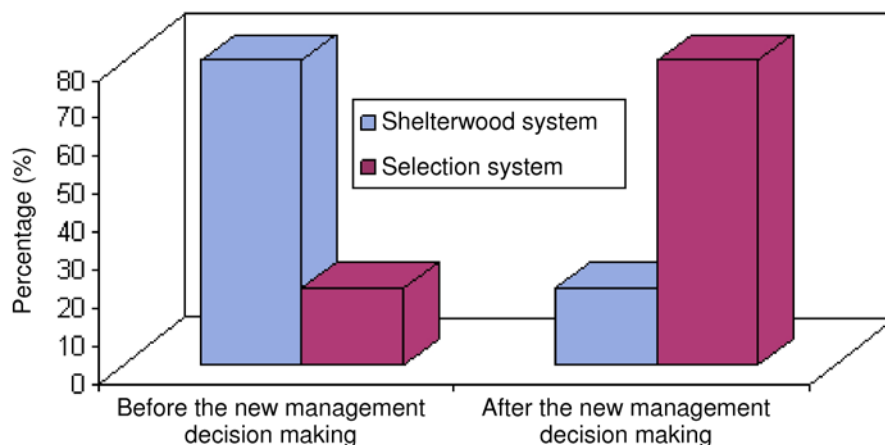 80
70
60
50
40
30
20
10
0
Percentage (%)
Shelterwood system
Selection system
Before the new management
decision making
After the new management
decision making